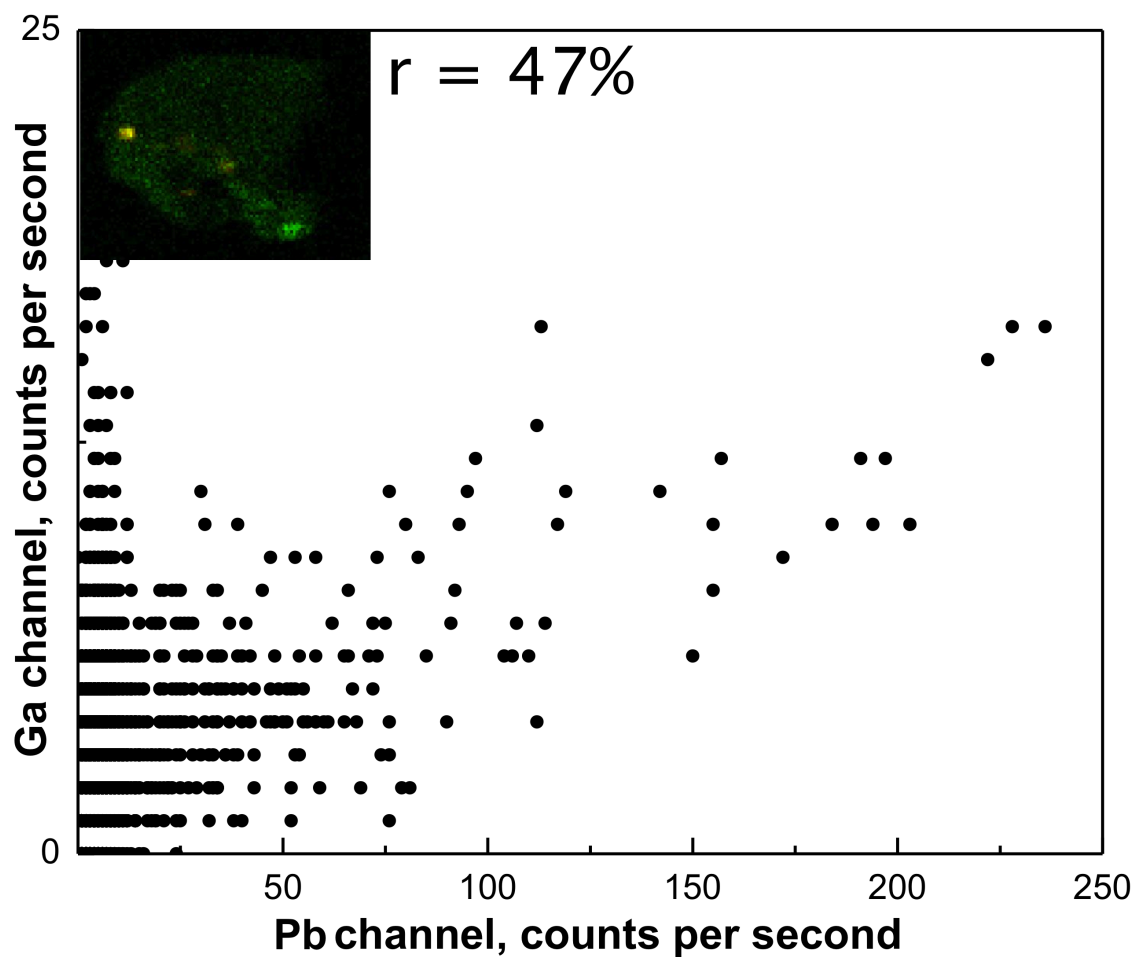 25
r = 47%
Ga channel, counts per second
0
50
100
150
200
250
Pb channel, counts per second